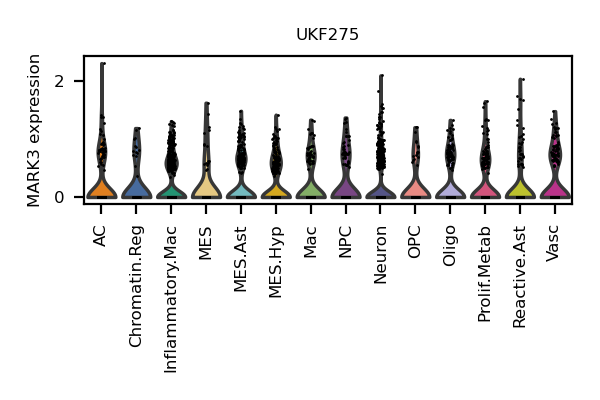 UKF275
MARK3 expression
2
0
AC
Chromatin.Reg
Inflammatory.Mac
MES
MES.Ast
MES.Hyp
Mac
NPC
Neuron
OPC
Oligo
Prolif.Metab
Reactive.Ast
Vasc